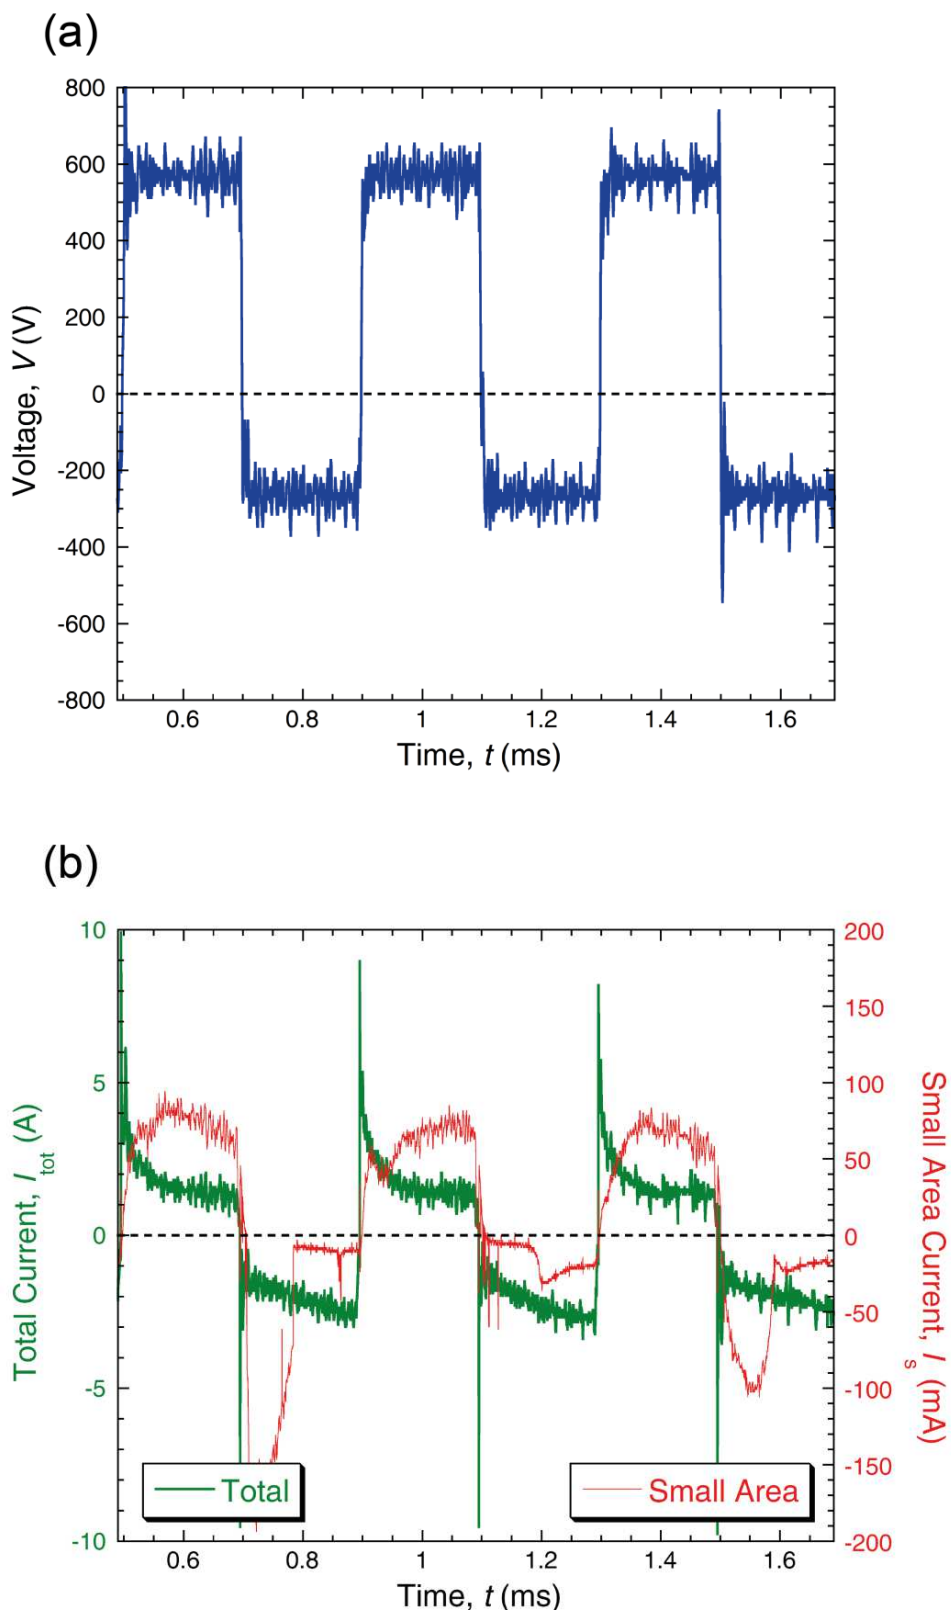 (a)
800
600
400
200
0
-200
-400
-600
-800
Voltage, V (V)
0.6 0.8 1 1.2 1.4 1.6
Time, t (ms)
(b)
10
5
0
-5
-10
Total Current, I_tot (A)
200
150
100
50
0
-50
-100
-150
-200
Small Area Current, I_s (mA)
Total
Small Area
0.6 0.8 1 1.2 1.4 1.6
Time, t (ms)